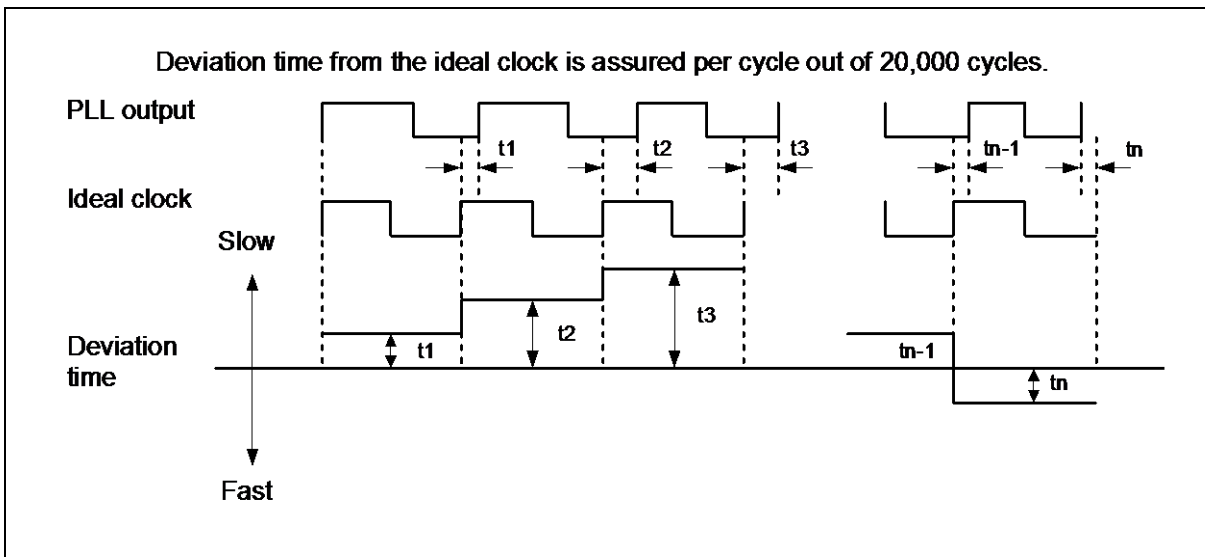 Deviation time from the ideal clock is assured per cycle out of 20,000 cycles.
PLL output
t1
t2
t3
tn-1
tn
Ideal clock
Slow
t1
t2
t3
tn-1
tn
Deviation
time
Fast